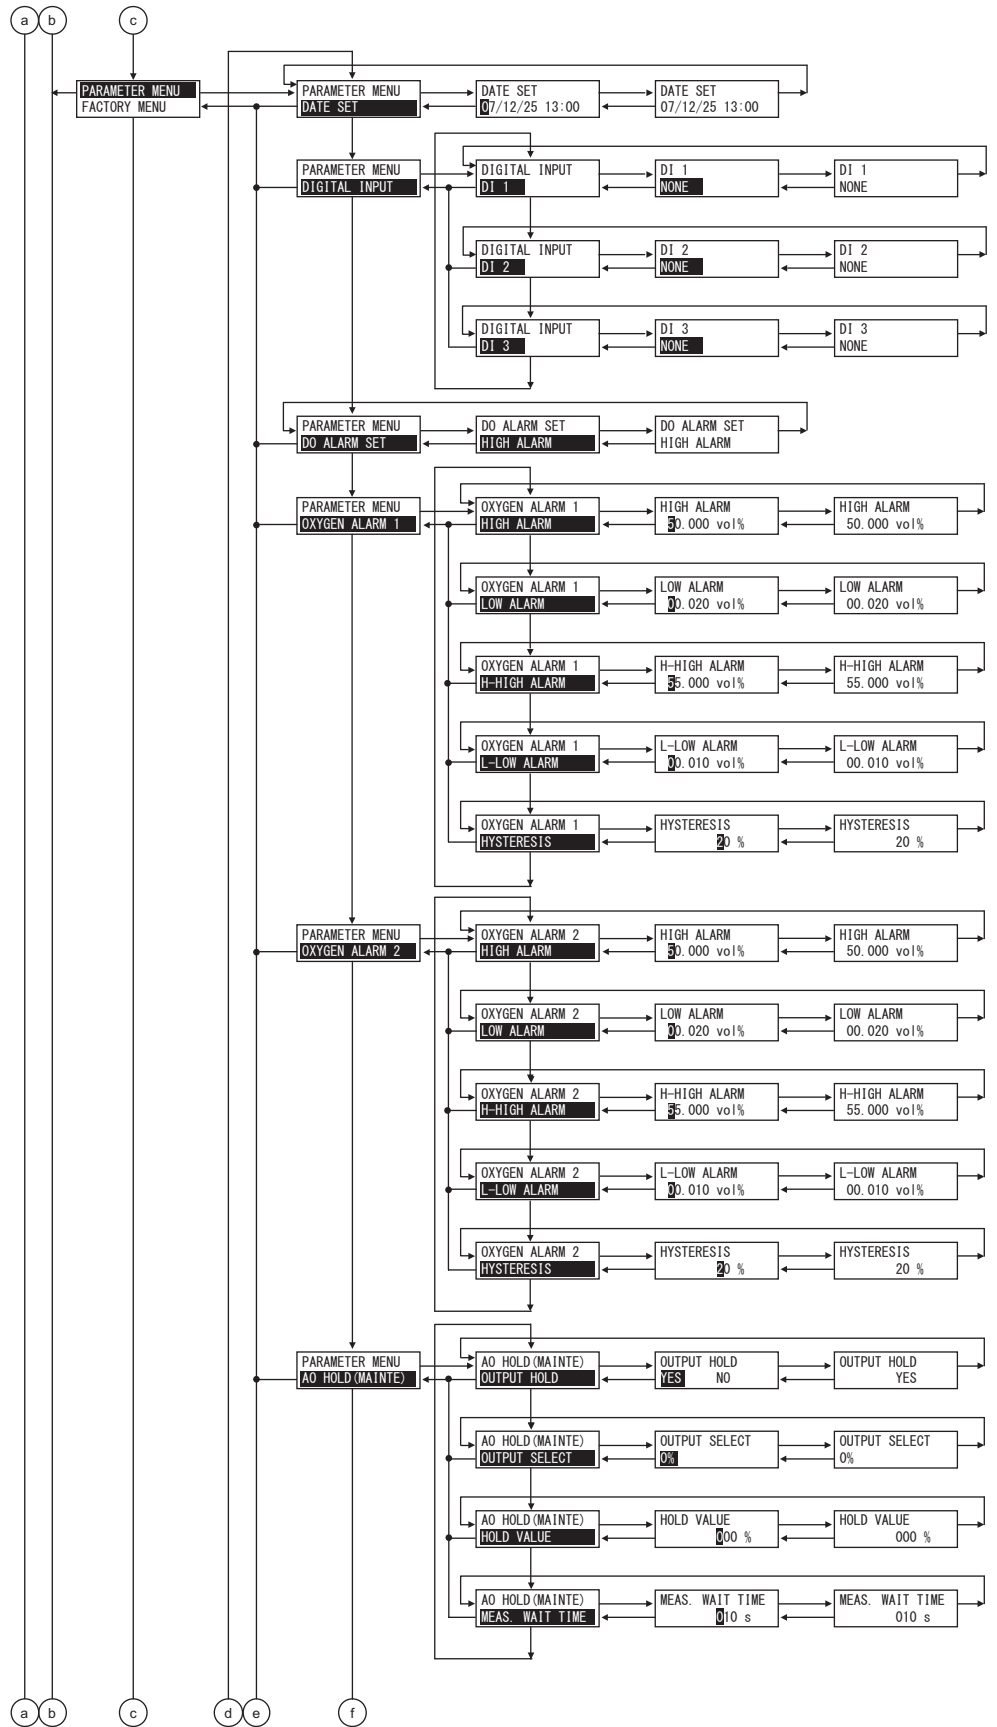 a b c
PARAMETER MENU
FACTORY MENU
PARAMETER MENU
DATE SET
DATE SET
07/12/25 13:00
DATE SET
07/12/25 13:00
PARAMETER MENU
DIGITAL INPUT
DIGITAL INPUT
DI 1
DI 1
NONE
DI 1
NONE
DIGITAL INPUT
DI 2
DI 2
NONE
DI 2
NONE
DIGITAL INPUT
DI 3
DI 3
NONE
DI 3
NONE
PARAMETER MENU
DO ALARM SET
DO ALARM SET
HIGH ALARM
DO ALARM SET
HIGH ALARM
PARAMETER MENU
OXYGEN ALARM 1
OXYGEN ALARM 1
HIGH ALARM
HIGH ALARM
50.000 vol%
HIGH ALARM
50.000 vol%
OXYGEN ALARM 1
LOW ALARM
LOW ALARM
00.020 vol%
LOW ALARM
00.020 vol%
OXYGEN ALARM 1
H-HIGH ALARM
H-HIGH ALARM
55.000 vol%
H-HIGH ALARM
55.000 vol%
OXYGEN ALARM 1
L-LOW ALARM
L-LOW ALARM
00.010 vol%
L-LOW ALARM
00.010 vol%
OXYGEN ALARM 1
HYSTERESIS
HYSTERESIS
20 %
HYSTERESIS
20 %
PARAMETER MENU
OXYGEN ALARM 2
OXYGEN ALARM 2
HIGH ALARM
HIGH ALARM
50.000 vol%
HIGH ALARM
50.000 vol%
OXYGEN ALARM 2
LOW ALARM
LOW ALARM
00.020 vol%
LOW ALARM
00.020 vol%
OXYGEN ALARM 2
H-HIGH ALARM
H-HIGH ALARM
55.000 vol%
H-HIGH ALARM
55.000 vol%
OXYGEN ALARM 2
L-LOW ALARM
L-LOW ALARM
00.010 vol%
L-LOW ALARM
00.010 vol%
OXYGEN ALARM 2
HYSTERESIS
HYSTERESIS
20 %
HYSTERESIS
20 %
PARAMETER MENU
AO HOLD(MAINTE)
AO HOLD(MAINTE)
OUTPUT HOLD
OUTPUT HOLD
YES NO
OUTPUT HOLD
YES
AO HOLD(MAINTE)
OUTPUT SELECT
OUTPUT SELECT
0%
OUTPUT SELECT
0%
AO HOLD(MAINTE)
HOLD VALUE
HOLD VALUE
000 %
HOLD VALUE
000 %
AO HOLD(MAINTE)
MEAS. WAIT TIME
MEAS. WAIT TIME
010 s
MEAS. WAIT TIME
010 s
a b c d e f